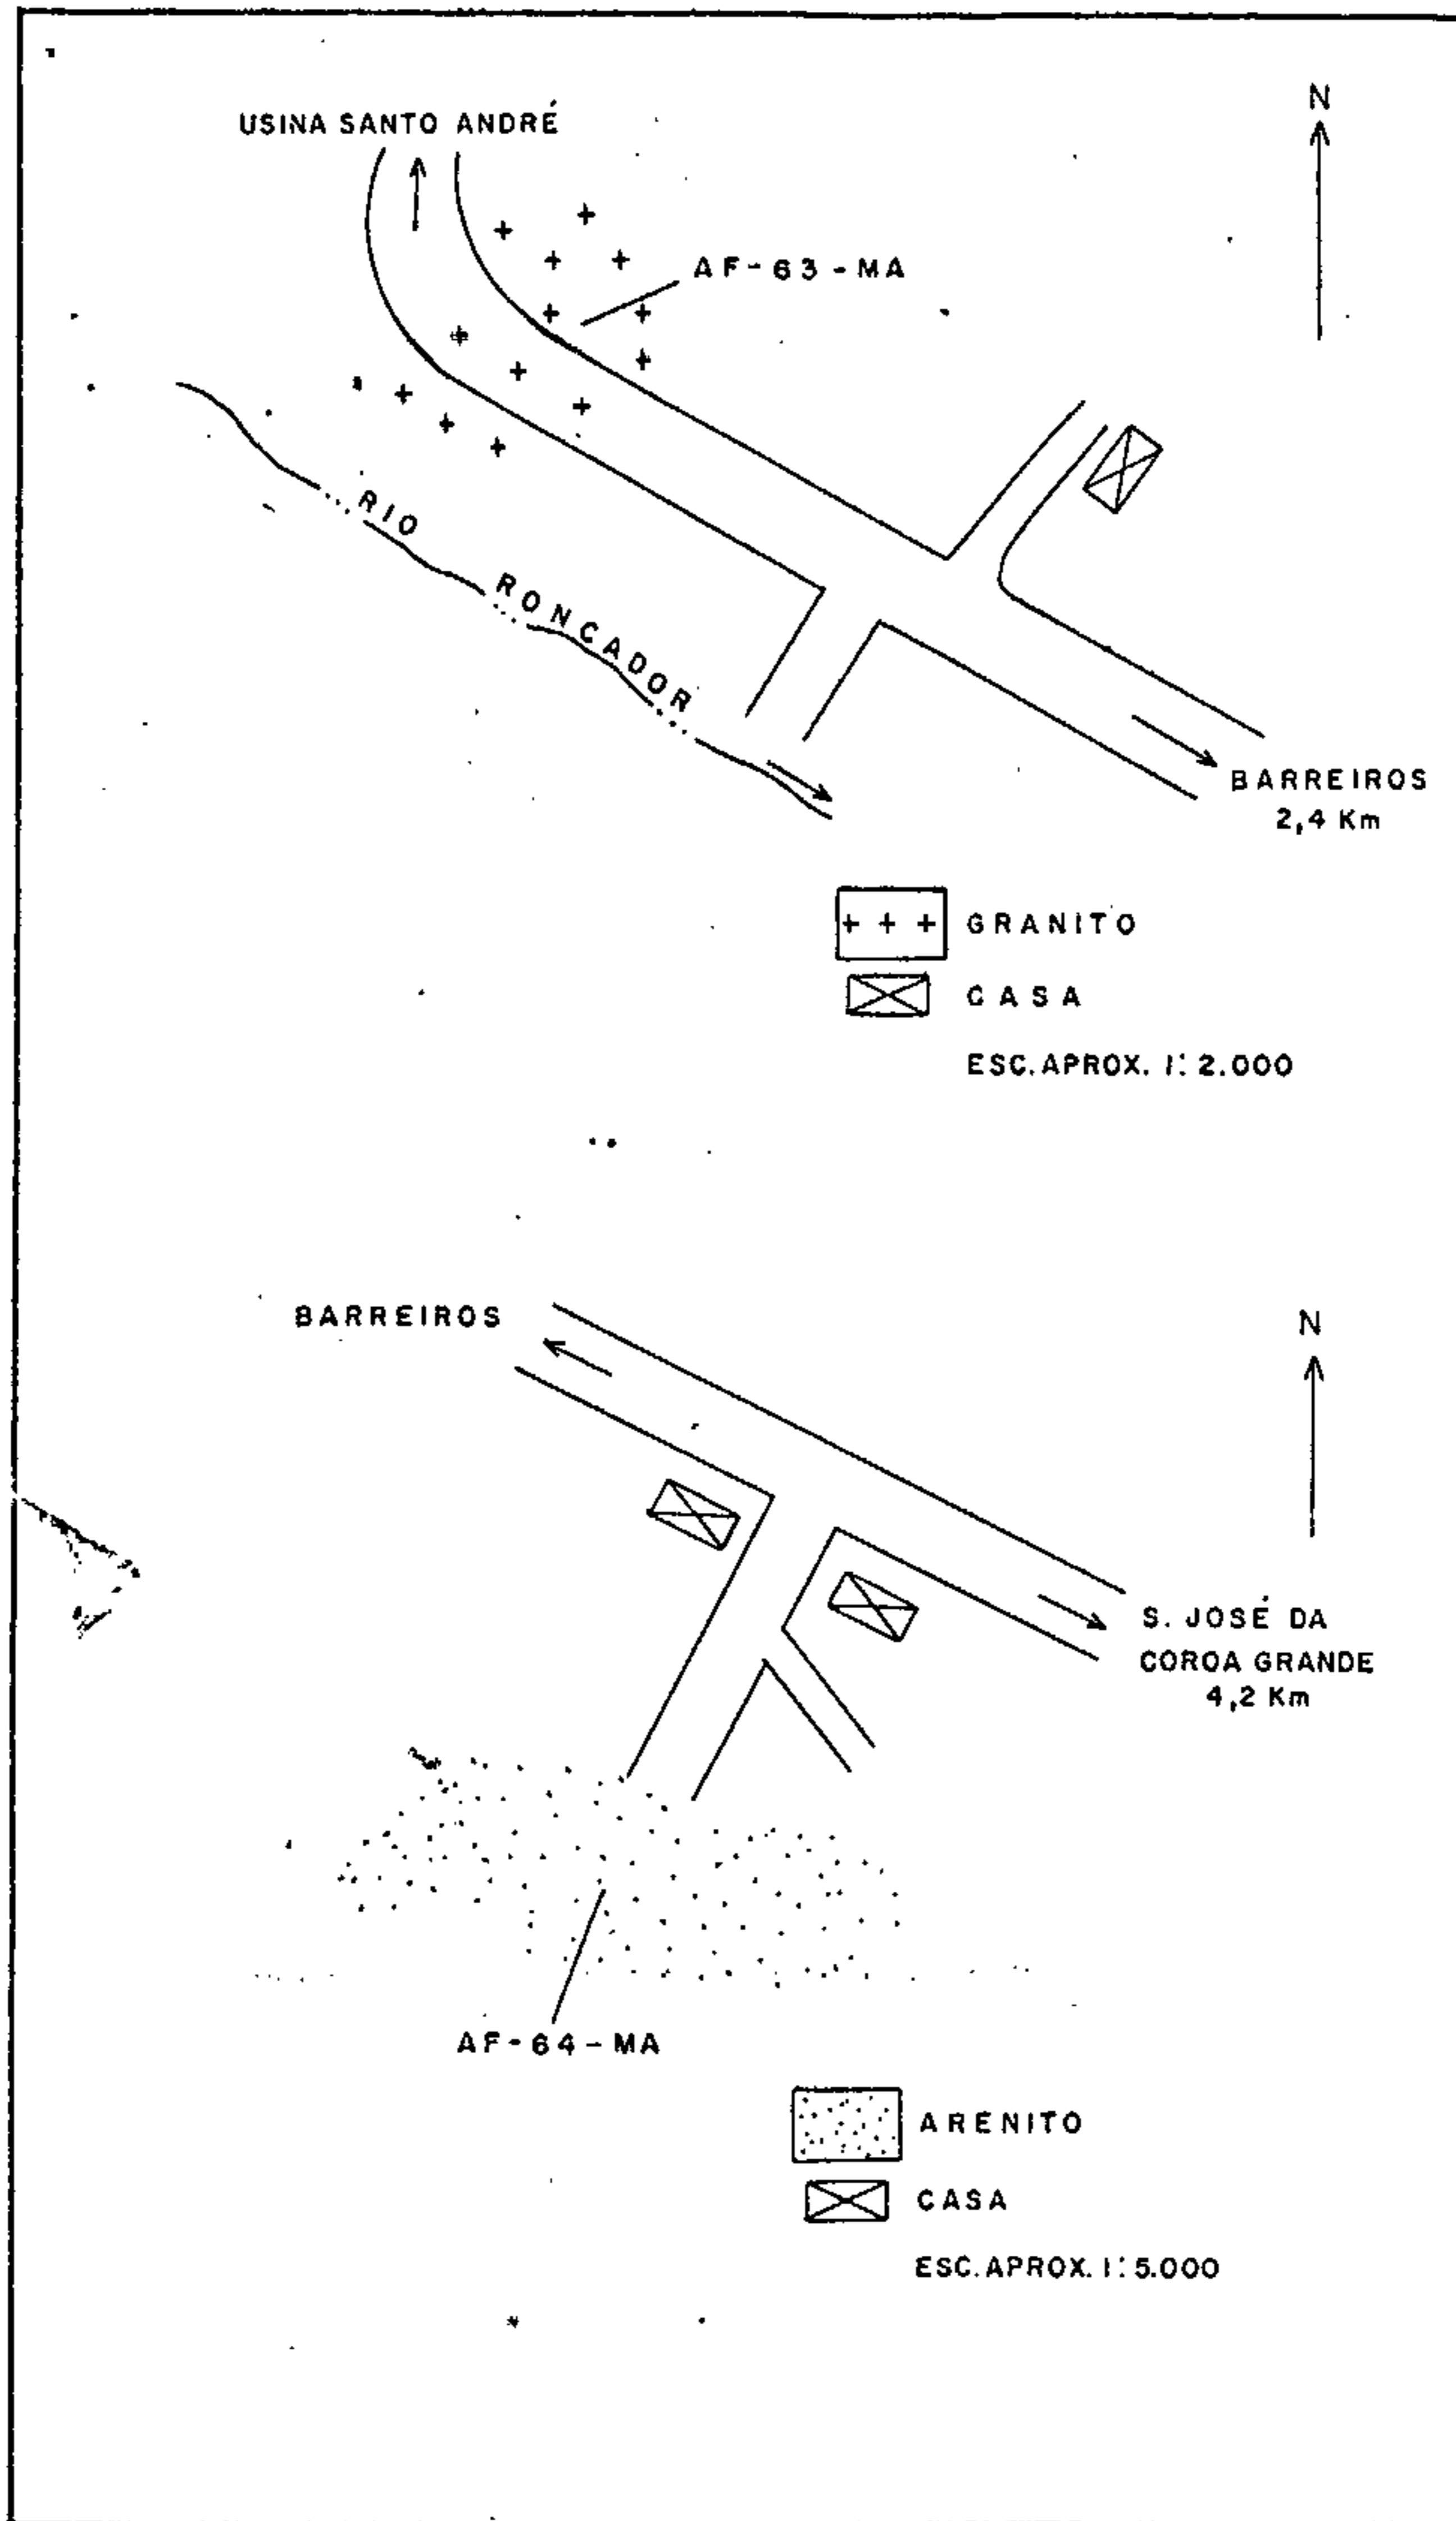 USINA SANTO ANDRÉ
N
AF-63-MA
RIO RONCADOR
BARREIROS
2,4 Km
+ + + GRANITO
CASA
ESC. APROX. 1:2.000
BARREIROS
N
S. JOSÉ DA
COROA GRANDE
4,2 Km
AF-64-MA
ARENITO
CASA
ESC. APROX. 1:5.000